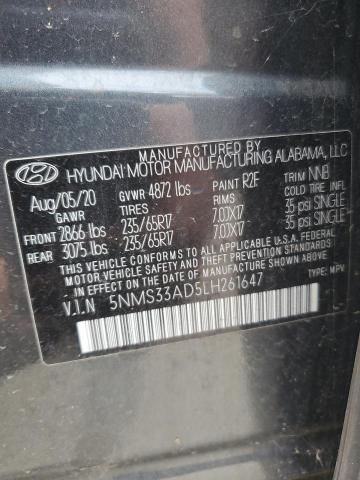 MANUFACTURED BY
HYUNDAI MOTOR MANUFACTURING ALABAMA, LLC
Aug/05/20 GVWR 4872 lbs PAINT R2F TRIM NNB
GAWR TIRES RIMS COLD TIRE INFL
FRONT 2866 lbs 235/65R17 7.0JX17 35 psi SINGLE
REAR 3075 lbs 235/65R17 7.0JX17 35 psi SINGLE
THIS VEHICLE CONFORMS TO ALL APPLICABLE U.S.A. FEDERAL
MOTOR VEHICLE SAFETY STANDARDS IN EFFECT ON THE DATE OF MANUFACTURE SHOWN ABOVE.
V.I.N 5NMS33AD5LH261647 TYPE: MPV